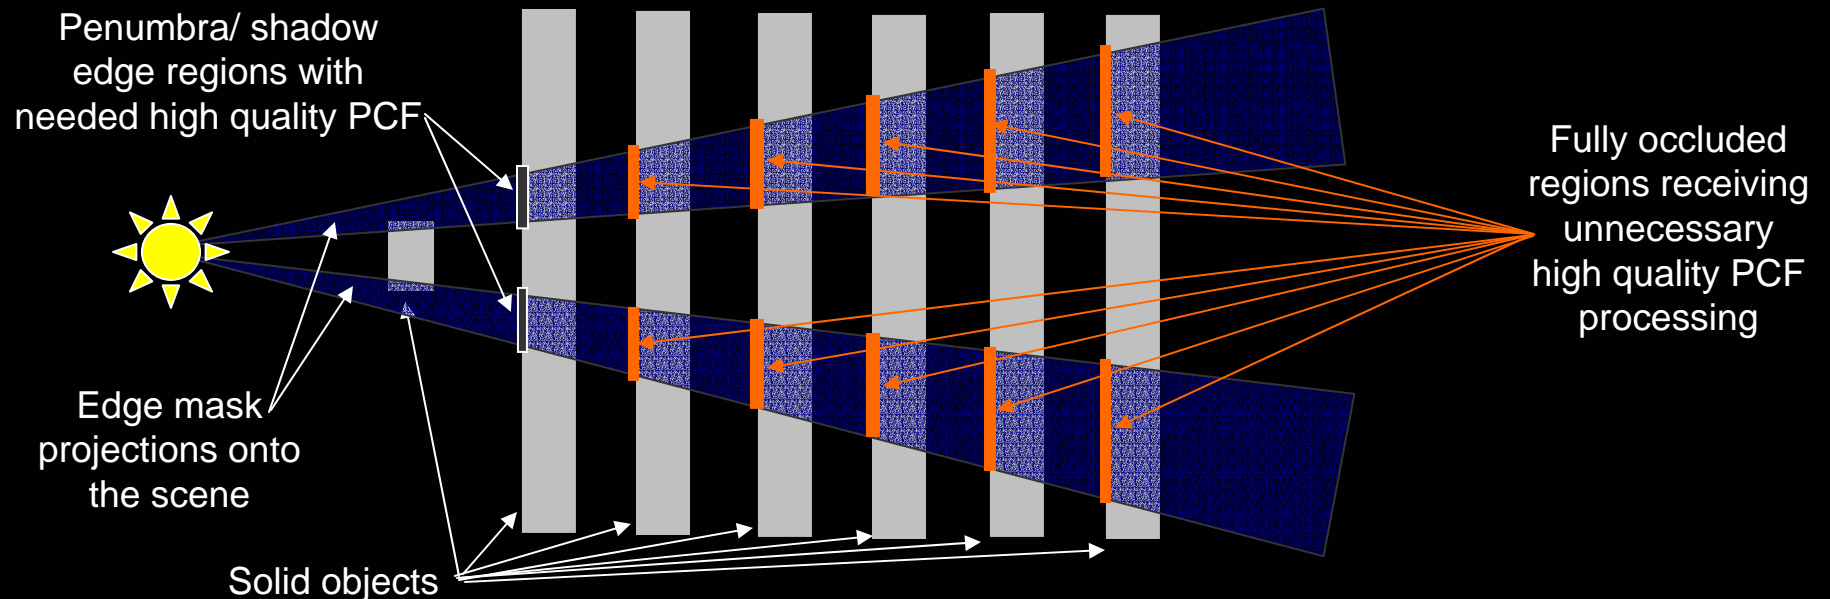 Penumbra/ shadow
edge regions with
needed high quality PCF
Edge mask
projections onto
the scene
Solid objects
Fully occluded
regions receiving
unnecessary
high quality PCF
processing